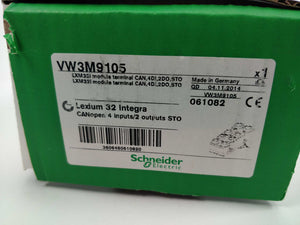 VW3M9105
LXM32I module terminal CAN,4DI,2DO,STO
LXM32I module terminal CAN,4DI,2DO,STO
Made in Germany
x1
QD 04.11.2014
VW3M9105
061082
Lexium 32 integra
CANopen 4 inputs/2 outputs STO
Schneider
Electric